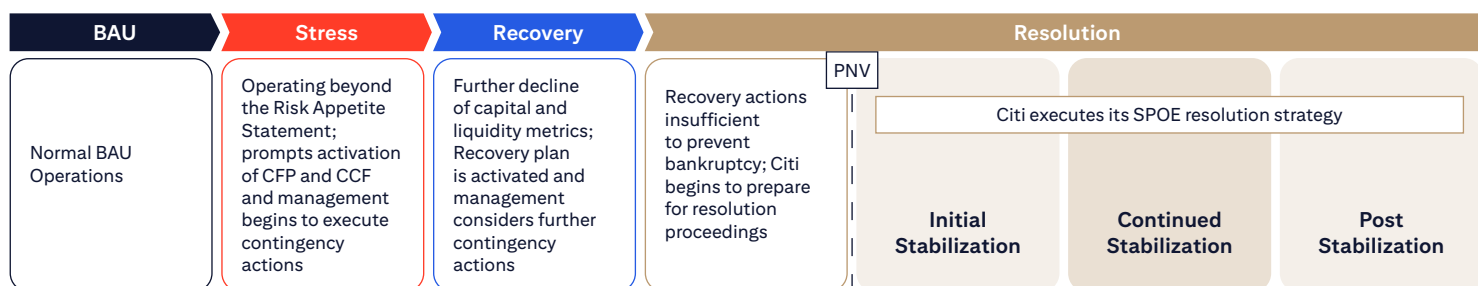 BAU
Stress
Recovery
Resolution
Normal BAU
Operations
Operating beyond
the Risk Appetite
Statement;
prompts activation
of CFP and CCF
and management
begins to execute
contingency
actions
Further decline
of capital and
liquidity metrics;
Recovery plan
is activated and
management
considers further
contingency
actions
Recovery actions
insufficient
to prevent
bankruptcy; Citi
begins to prepare
for resolution
proceedings
PNV
Citi executes its SPOE resolution strategy
Initial
Stabilization
Continued
Stabilization
Post
Stabilization